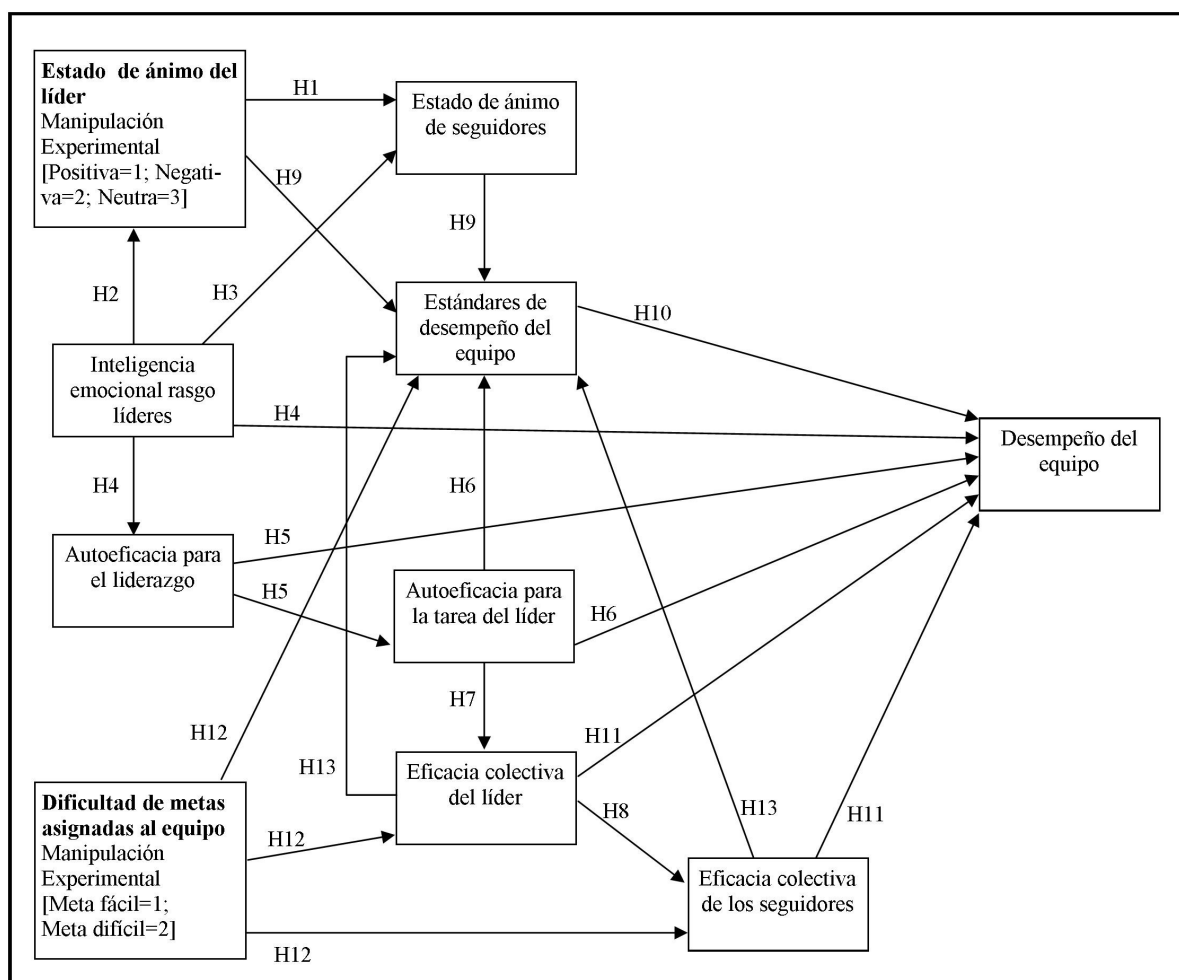 Estado de ánimo del
líder
Manipulación
Experimental
[Positiva=1; Negati-
va=2; Neutra=3]
H1
Estado de ánimo
de seguidores
H9
H9
H2
H3
Estándares de
desempeño del
equipo
H10
Inteligencia
emocional rasgo
líderes
H4
Desempeño del
equipo
H4
H6
Autoeficacia para
el liderazgo
H5
H5
Autoeficacia para
la tarea del líder
H6
H7
H12
H13
Eficacia colectiva
del líder
H11
H8
H13
H11
Dificultad de metas
asignadas al equipo
Manipulación
Experimental
[Meta fácil=1;
Meta difícil=2]
H12
H12
Eficacia colectiva
de los seguidores